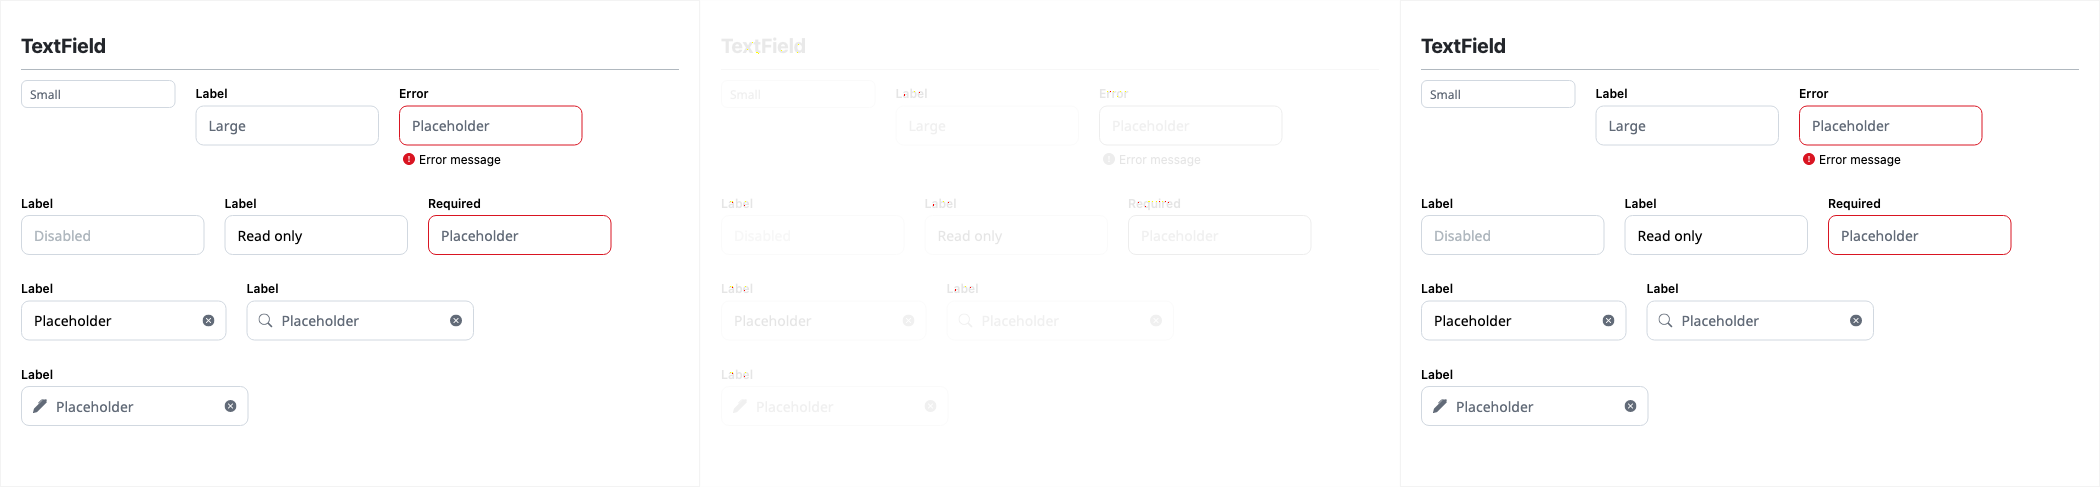 TextField
Small
Label
Large
Error
Placeholder
Error message
Label
Disabled
Label
Read only
Required
Placeholder
Label
Placeholder
Label
Placeholder
Label
Placeholder
TextField
Small
Label
Large
Error
Placeholder
Error message
Label
Disabled
Label
Read only
Required
Placeholder
Label
Placeholder
Label
Placeholder
Label
Placeholder
TextField
Small
Label
Large
Error
Placeholder
Error message
Label
Disabled
Label
Read only
Required
Placeholder
Label
Placeholder
Label
Placeholder
Label
Placeholder